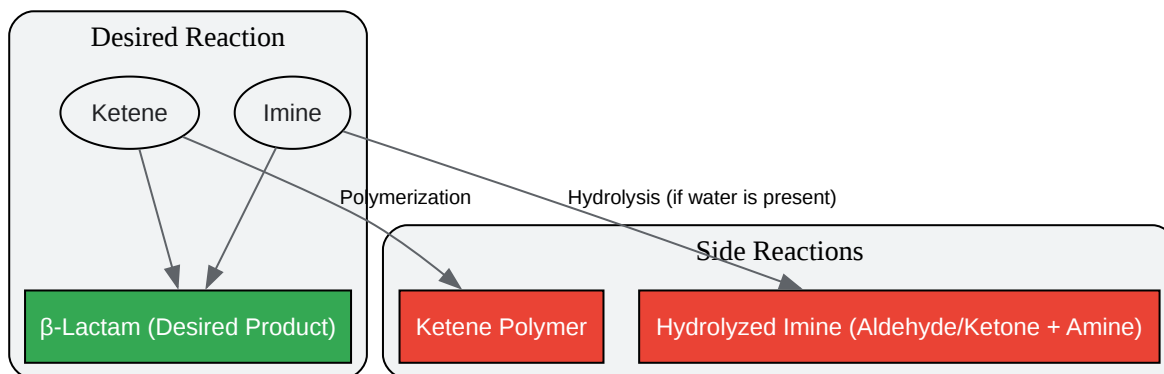 Desired Reaction
Ketene
Imine
Polymerization
Hydrolysis (if water is present)
Side Reactions
β-Lactam (Desired Product)
Ketene Polymer
Hydrolyzed Imine (Aldehyde/Ketone + Amine)